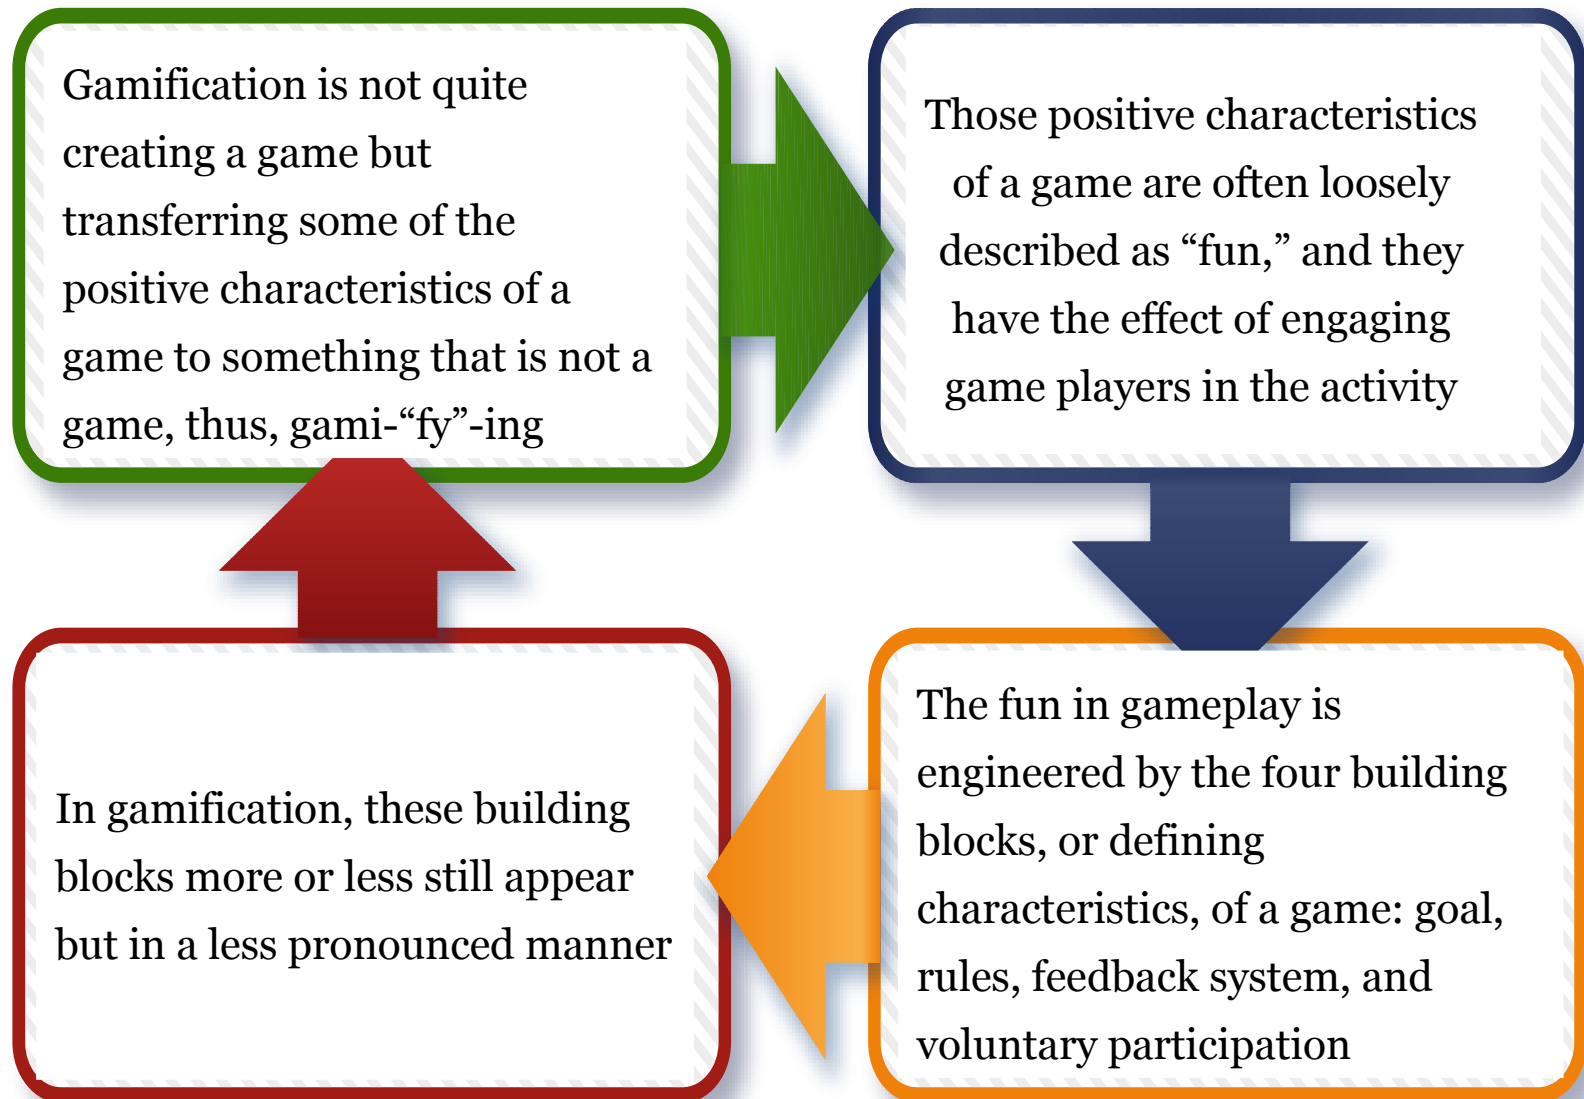 Gamification is not quite
creating a game but
transferring some of the
positive characteristics of a
game to something that is not a
game, thus, gami-“fy”-ing
Those positive characteristics
of a game are often loosely
described as “fun,” and they
have the effect of engaging
game players in the activity
The fun in gameplay is
engineered by the four building
blocks, or defining
characteristics, of a game: goal,
rules, feedback system, and
voluntary participation
In gamification, these building
blocks more or less still appear
but in a less pronounced manner